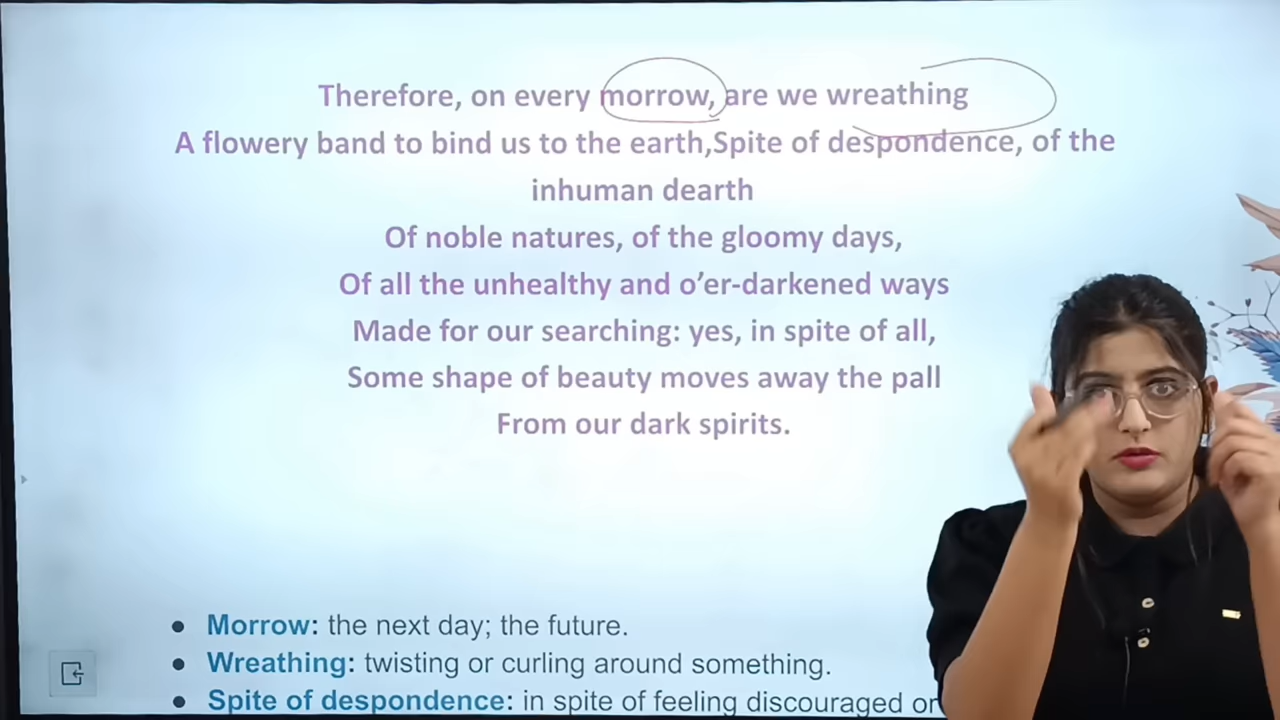 Therefore, on every morrow, are we wreathing
A flowery band to bind us to the earth,Spite of despondence, of the
inhuman dearth
Of noble natures, of the gloomy days,
Of all the unhealthy and o’er-darkened ways
Made for our searching: yes, in spite of all,
Some shape of beauty moves away the pall
From our dark spirits.
● Morrow: the next day; the future.
● Wreathing: twisting or curling around something.
● Spite of despondence: in spite of feeling discouraged or